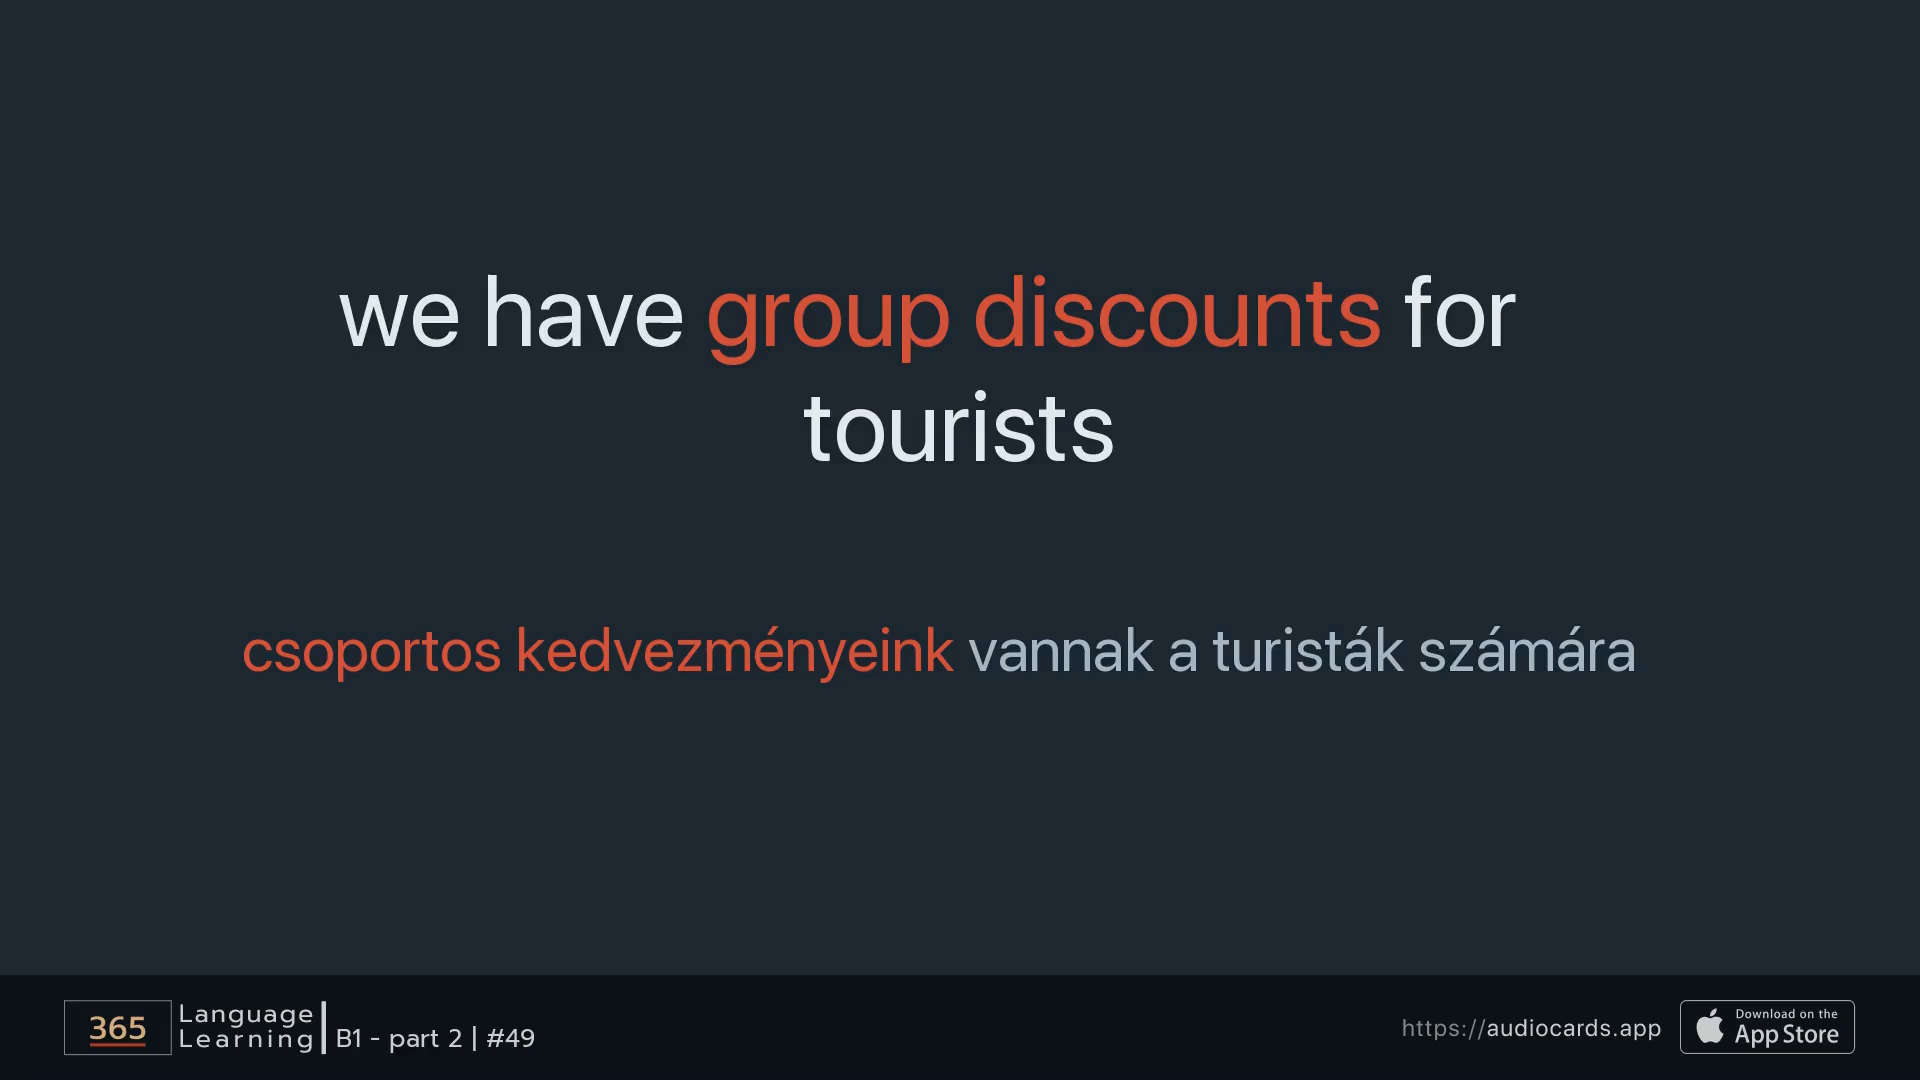 we have group discounts for
tourists
csoportos kedvezményeink vannak a turisták számára
365
Language
Learning
B1 - part 2 | #49
https://audiocards.app
Download on the
App Store